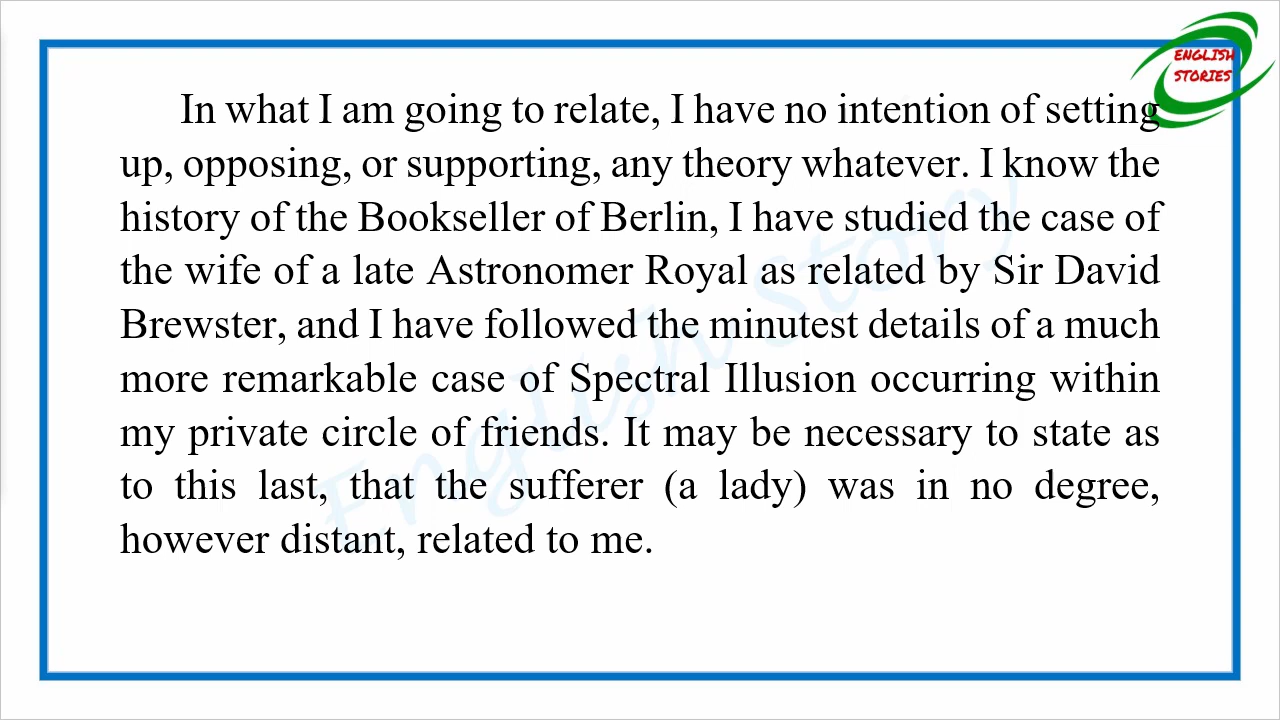 ENGLISH
STORIES
In what I am going to relate, I have no intention of setting
up, opposing, or supporting, any theory whatever. I know the
history of the Bookseller of Berlin, I have studied the case of
the wife of a late Astronomer Royal as related by Sir David
Brewster, and I have followed the minutest details of a much
more remarkable case of Spectral Illusion occurring within
my private circle of friends. It may be necessary to state as
to this last, that the sufferer (a lady) was in no degree,
however distant, related to me.
English Story